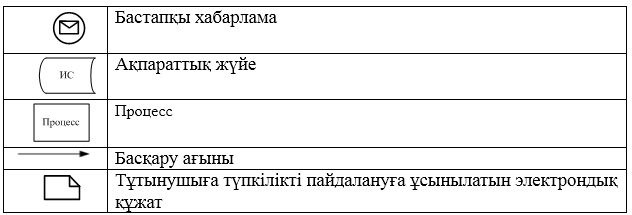 Бастапқы хабарлама
ИС
Ақпараттық жүйе
Процесс
Процесс
Басқару ағыны
Тұтынушыға түпкілікті пайдалануға ұсынылатын электрондық
құжат